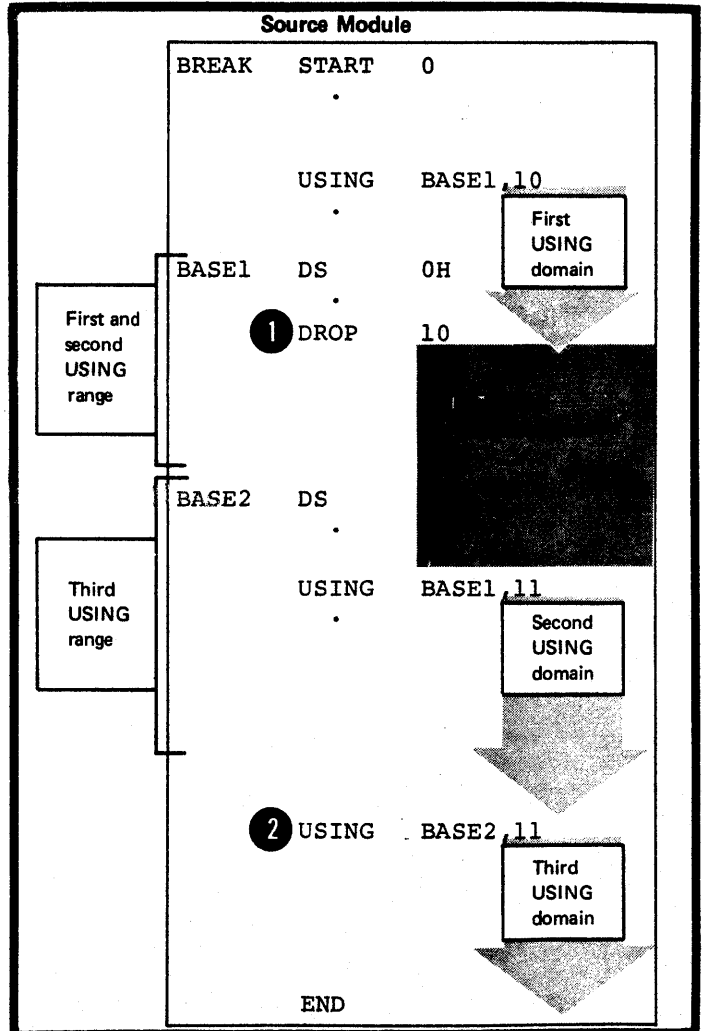 Source Module
BREAK START 0
.
USING BASE1,10
.
First
USING
domain
BASE1 DS 0H
.
First and
second
USING
range
1 DROP 10
BASE2 DS
.
Third
USING
range
USING BASE1,11
.
Second
USING
domain
2 USING BASE2,11
Third
USING
domain
END